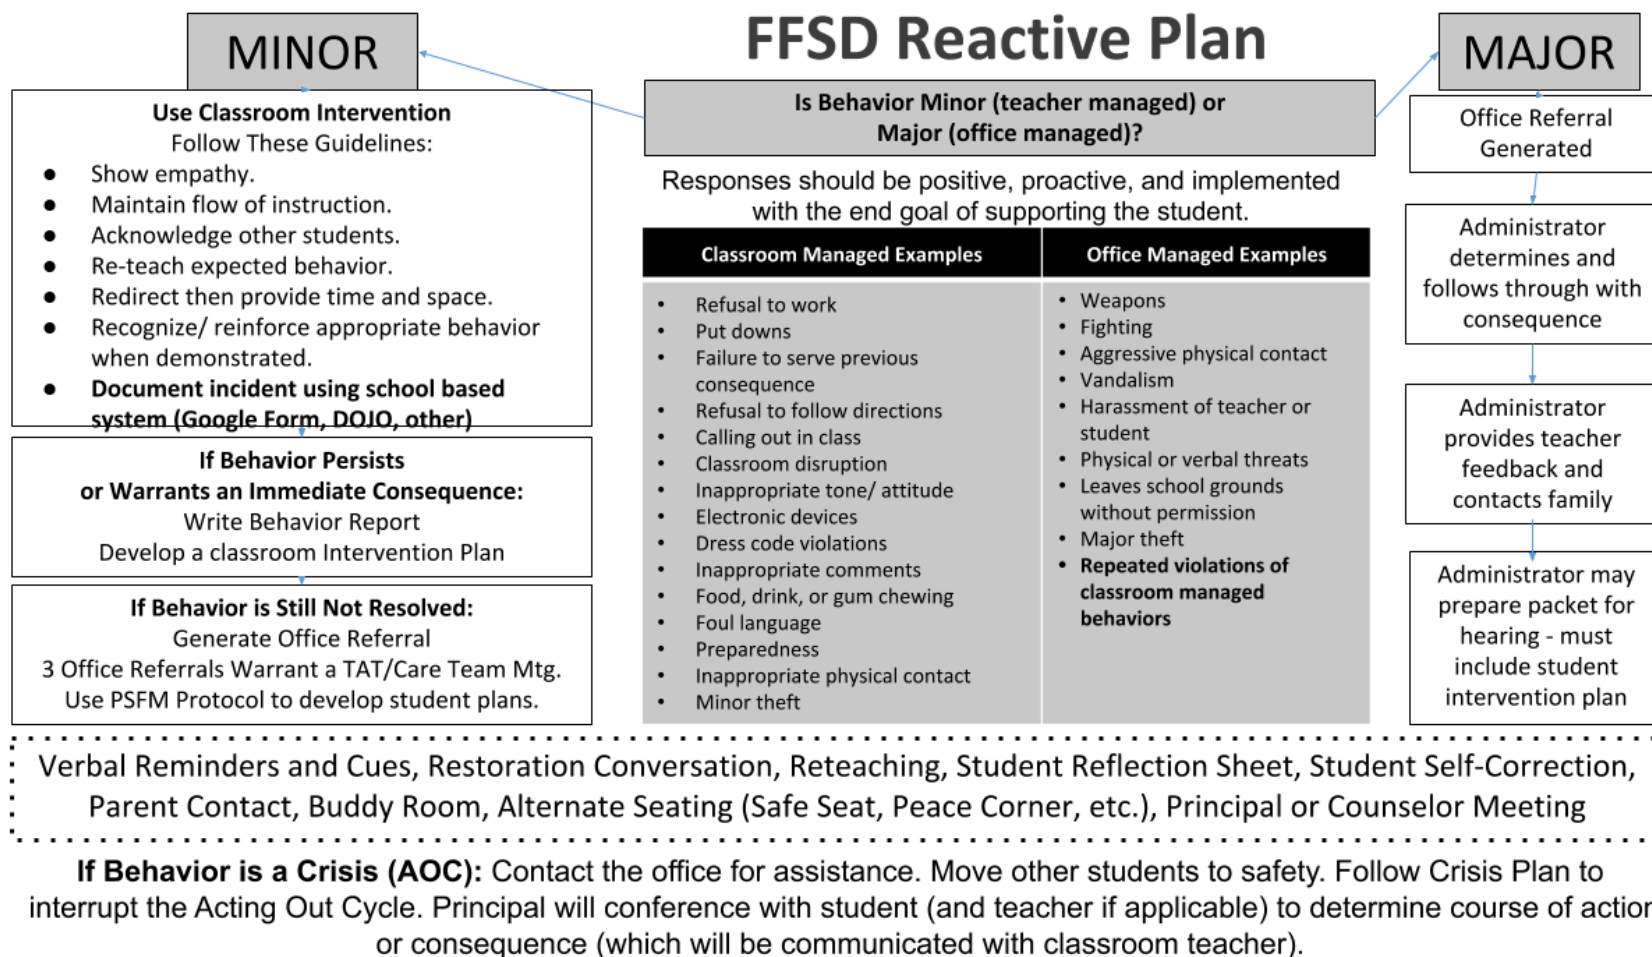 FFSD Reactive Plan
MINOR
MAJOR
Is Behavior Minor (teacher managed) or
Major (office managed)?
Responses should be positive, proactive, and implemented
with the end goal of supporting the student.
Use Classroom Intervention
Follow These Guidelines:
● Show empathy.
● Maintain flow of instruction.
● Acknowledge other students.
● Re-teach expected behavior.
● Redirect then provide time and space.
● Recognize/ reinforce appropriate behavior
when demonstrated.
● Document incident using school based
system (Google Form, DOJO, other)
If Behavior Persists
or Warrants an Immediate Consequence:
Write Behavior Report
Develop a classroom Intervention Plan
If Behavior is Still Not Resolved:
Generate Office Referral
3 Office Referrals Warrant a TAT/Care Team Mtg.
Use PSFM Protocol to develop student plans.
Classroom Managed Examples
• Refusal to work
• Put downs
• Failure to serve previous
consequence
• Refusal to follow directions
• Calling out in class
• Classroom disruption
• Inappropriate tone/ attitude
• Electronic devices
• Dress code violations
• Inappropriate comments
• Food, drink, or gum chewing
• Foul language
• Preparedness
• Inappropriate physical contact
• Minor theft
Office Managed Examples
• Weapons
• Fighting
• Aggressive physical contact
• Vandalism
• Harassment of teacher or
student
• Physical or verbal threats
• Leaves school grounds
without permission
• Major theft
• Repeated violations of
classroom managed
behaviors
Office Referral
Generated
Administrator
determines and
follows through with
consequence
Administrator
provides teacher
feedback and
contacts family
Administrator may
prepare packet for
hearing - must
include student
intervention plan
Verbal Reminders and Cues, Restoration Conversation, Reteaching, Student Reflection Sheet, Student Self-Correction,
Parent Contact, Buddy Room, Alternate Seating (Safe Seat, Peace Corner, etc.), Principal or Counselor Meeting
If Behavior is a Crisis (AOC): Contact the office for assistance. Move other students to safety. Follow Crisis Plan to
interrupt the Acting Out Cycle. Principal will conference with student (and teacher if applicable) to determine course of action
or consequence (which will be communicated with classroom teacher).